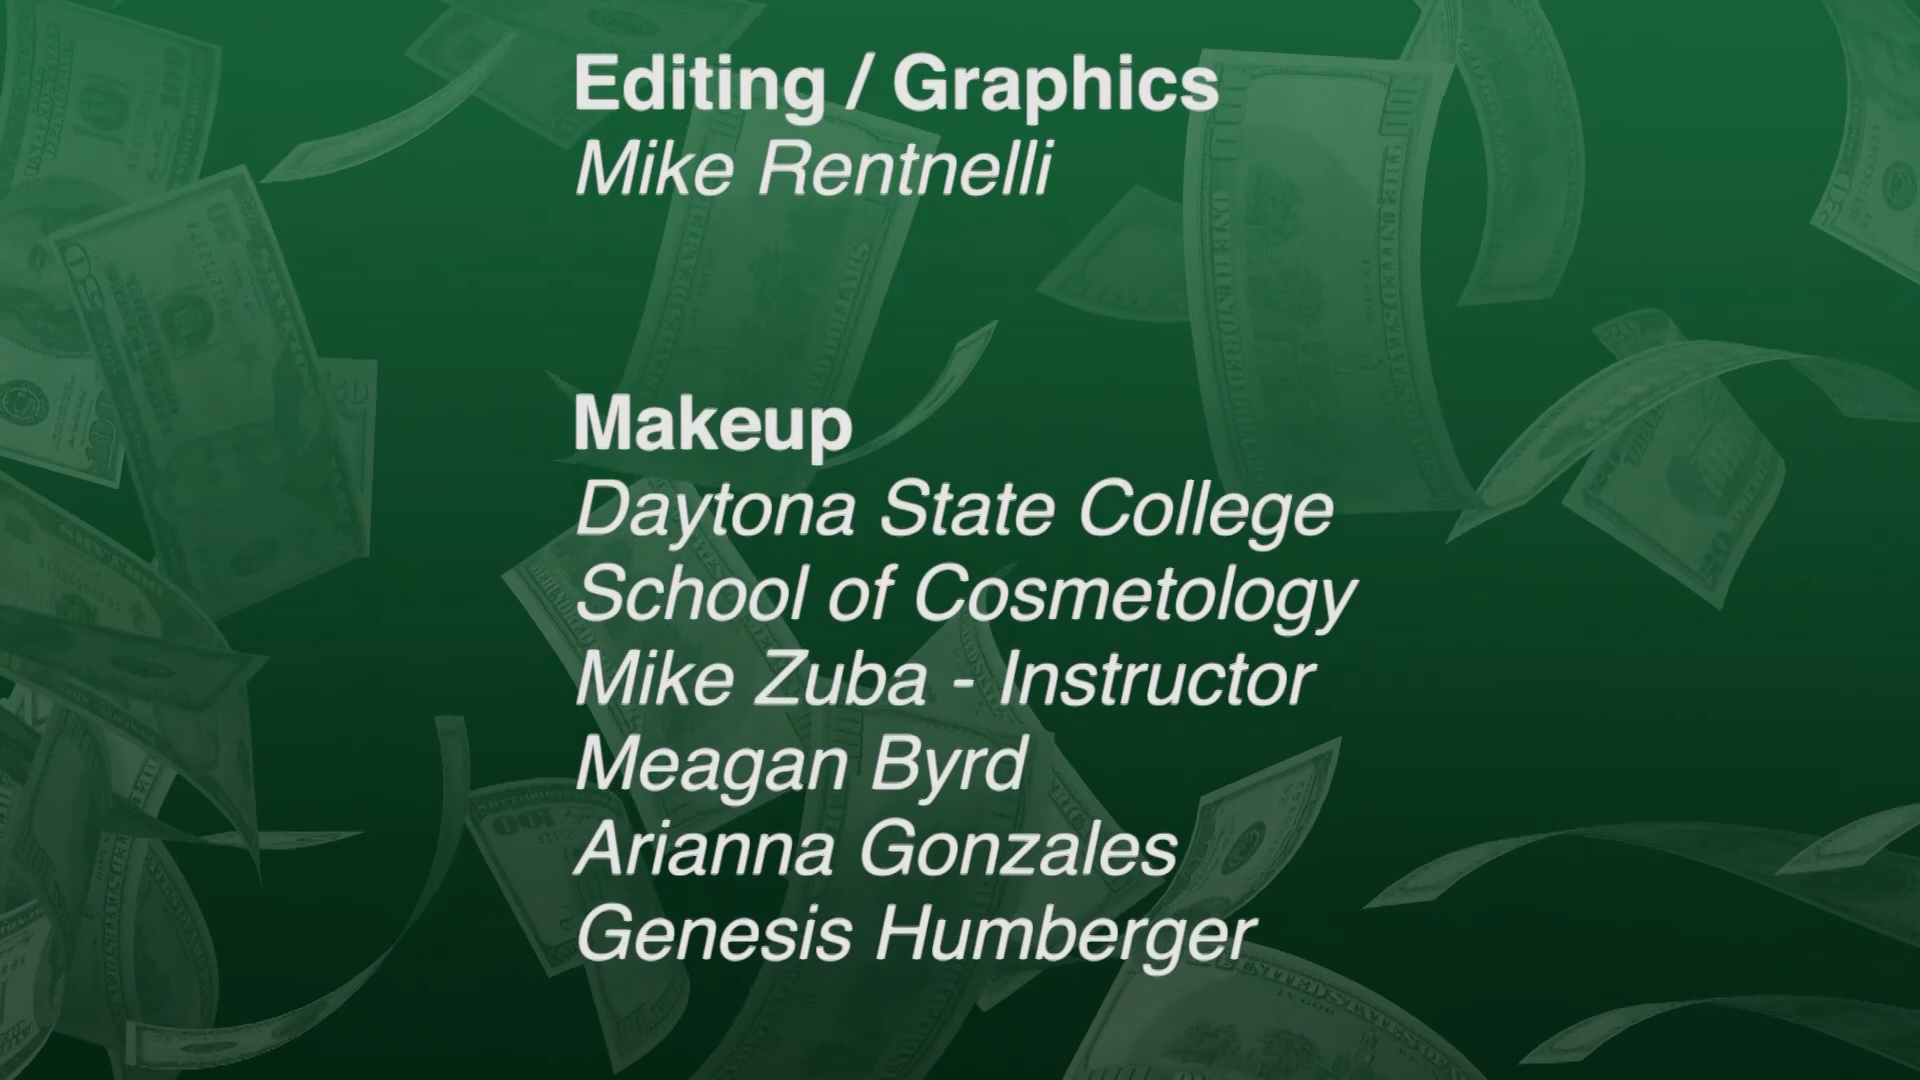 Editing / Graphics
Mike Rentnelli
Makeup
Daytona State College
School of Cosmetology
Mike Zuba - Instructor
Meagan Byrd
Arianna Gonzales
Genesis Humberger